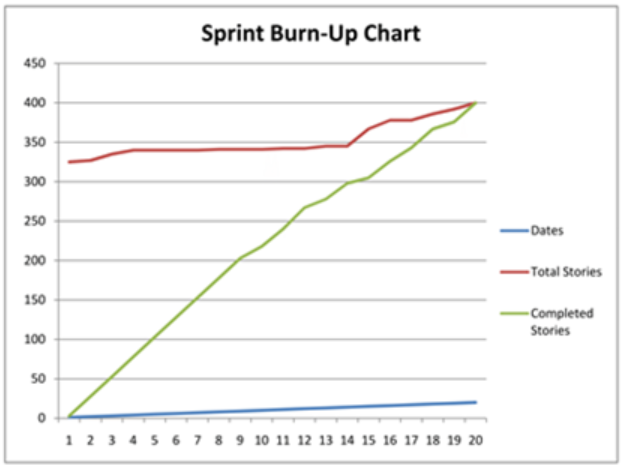 Sprint Burn-Up Chart
450
400
350
300
250
200
150
100
50
0
1 2 3 4 5 6 7 8 9 10 11 12 13 14 15 16 17 18 19 20
Dates
Total Stories
Completed
Stories